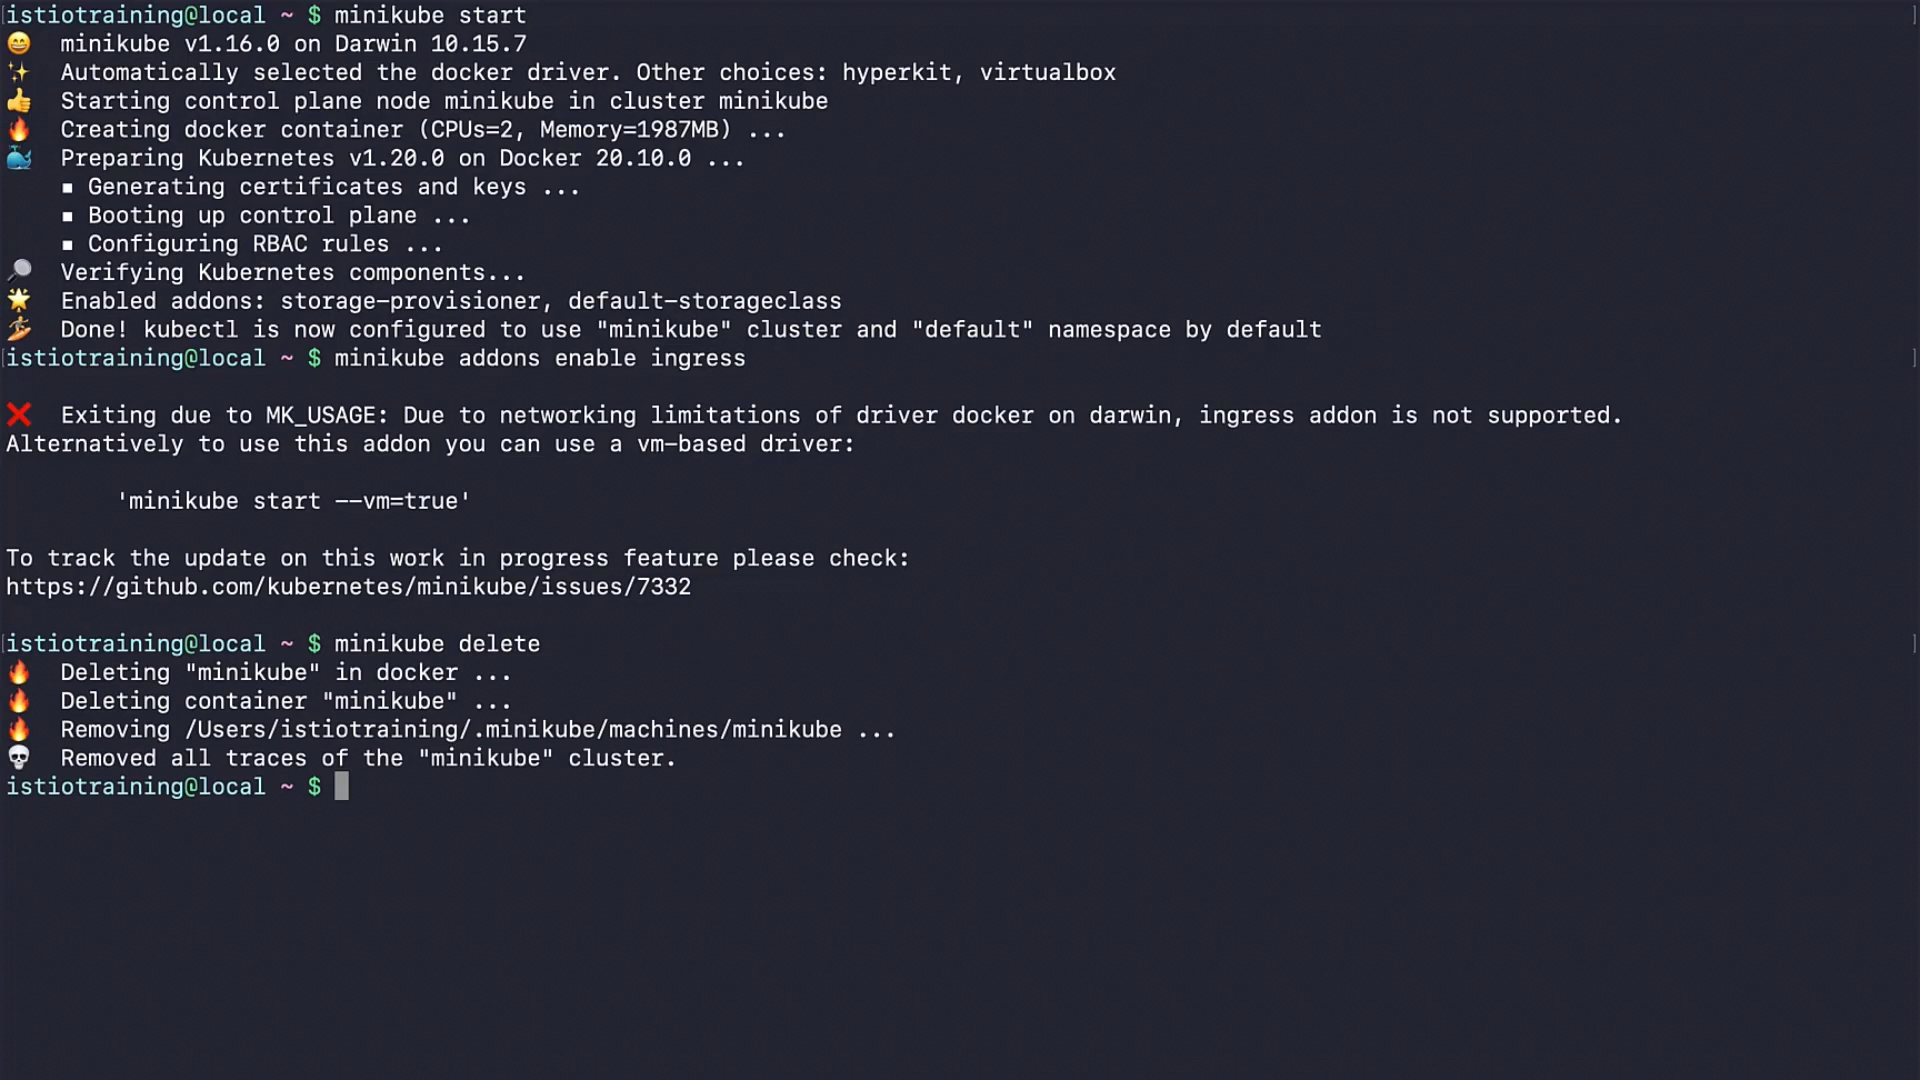 istiotraining@local ~ $ minikube start
😄 minikube v1.16.0 on Darwin 10.15.7
✨ Automatically selected the docker driver. Other choices: hyperkit, virtualbox
👍 Starting control plane node minikube in cluster minikube
🔥 Creating docker container (CPUs=2, Memory=1987MB) ...
🐳 Preparing Kubernetes v1.20.0 on Docker 20.10.0 ...
▪ Generating certificates and keys ...
▪ Booting up control plane ...
▪ Configuring RBAC rules ...
🔎 Verifying Kubernetes components...
🌟 Enabled addons: storage-provisioner, default-storageclass
🏄 Done! kubectl is now configured to use "minikube" cluster and "default" namespace by default
istiotraining@local ~ $ minikube addons enable ingress
❌ Exiting due to MK_USAGE: Due to networking limitations of driver docker on darwin, ingress addon is not supported.
Alternatively to use this addon you can use a vm-based driver:
'minikube start --vm=true'
To track the update on this work in progress feature please check:
https://github.com/kubernetes/minikube/issues/7332
istiotraining@local ~ $ minikube delete
🔥 Deleting "minikube" in docker ...
🔥 Deleting container "minikube" ...
🔥 Removing /Users/istiotraining/.minikube/machines/minikube ...
💀 Removed all traces of the "minikube" cluster.
istiotraining@local ~ $